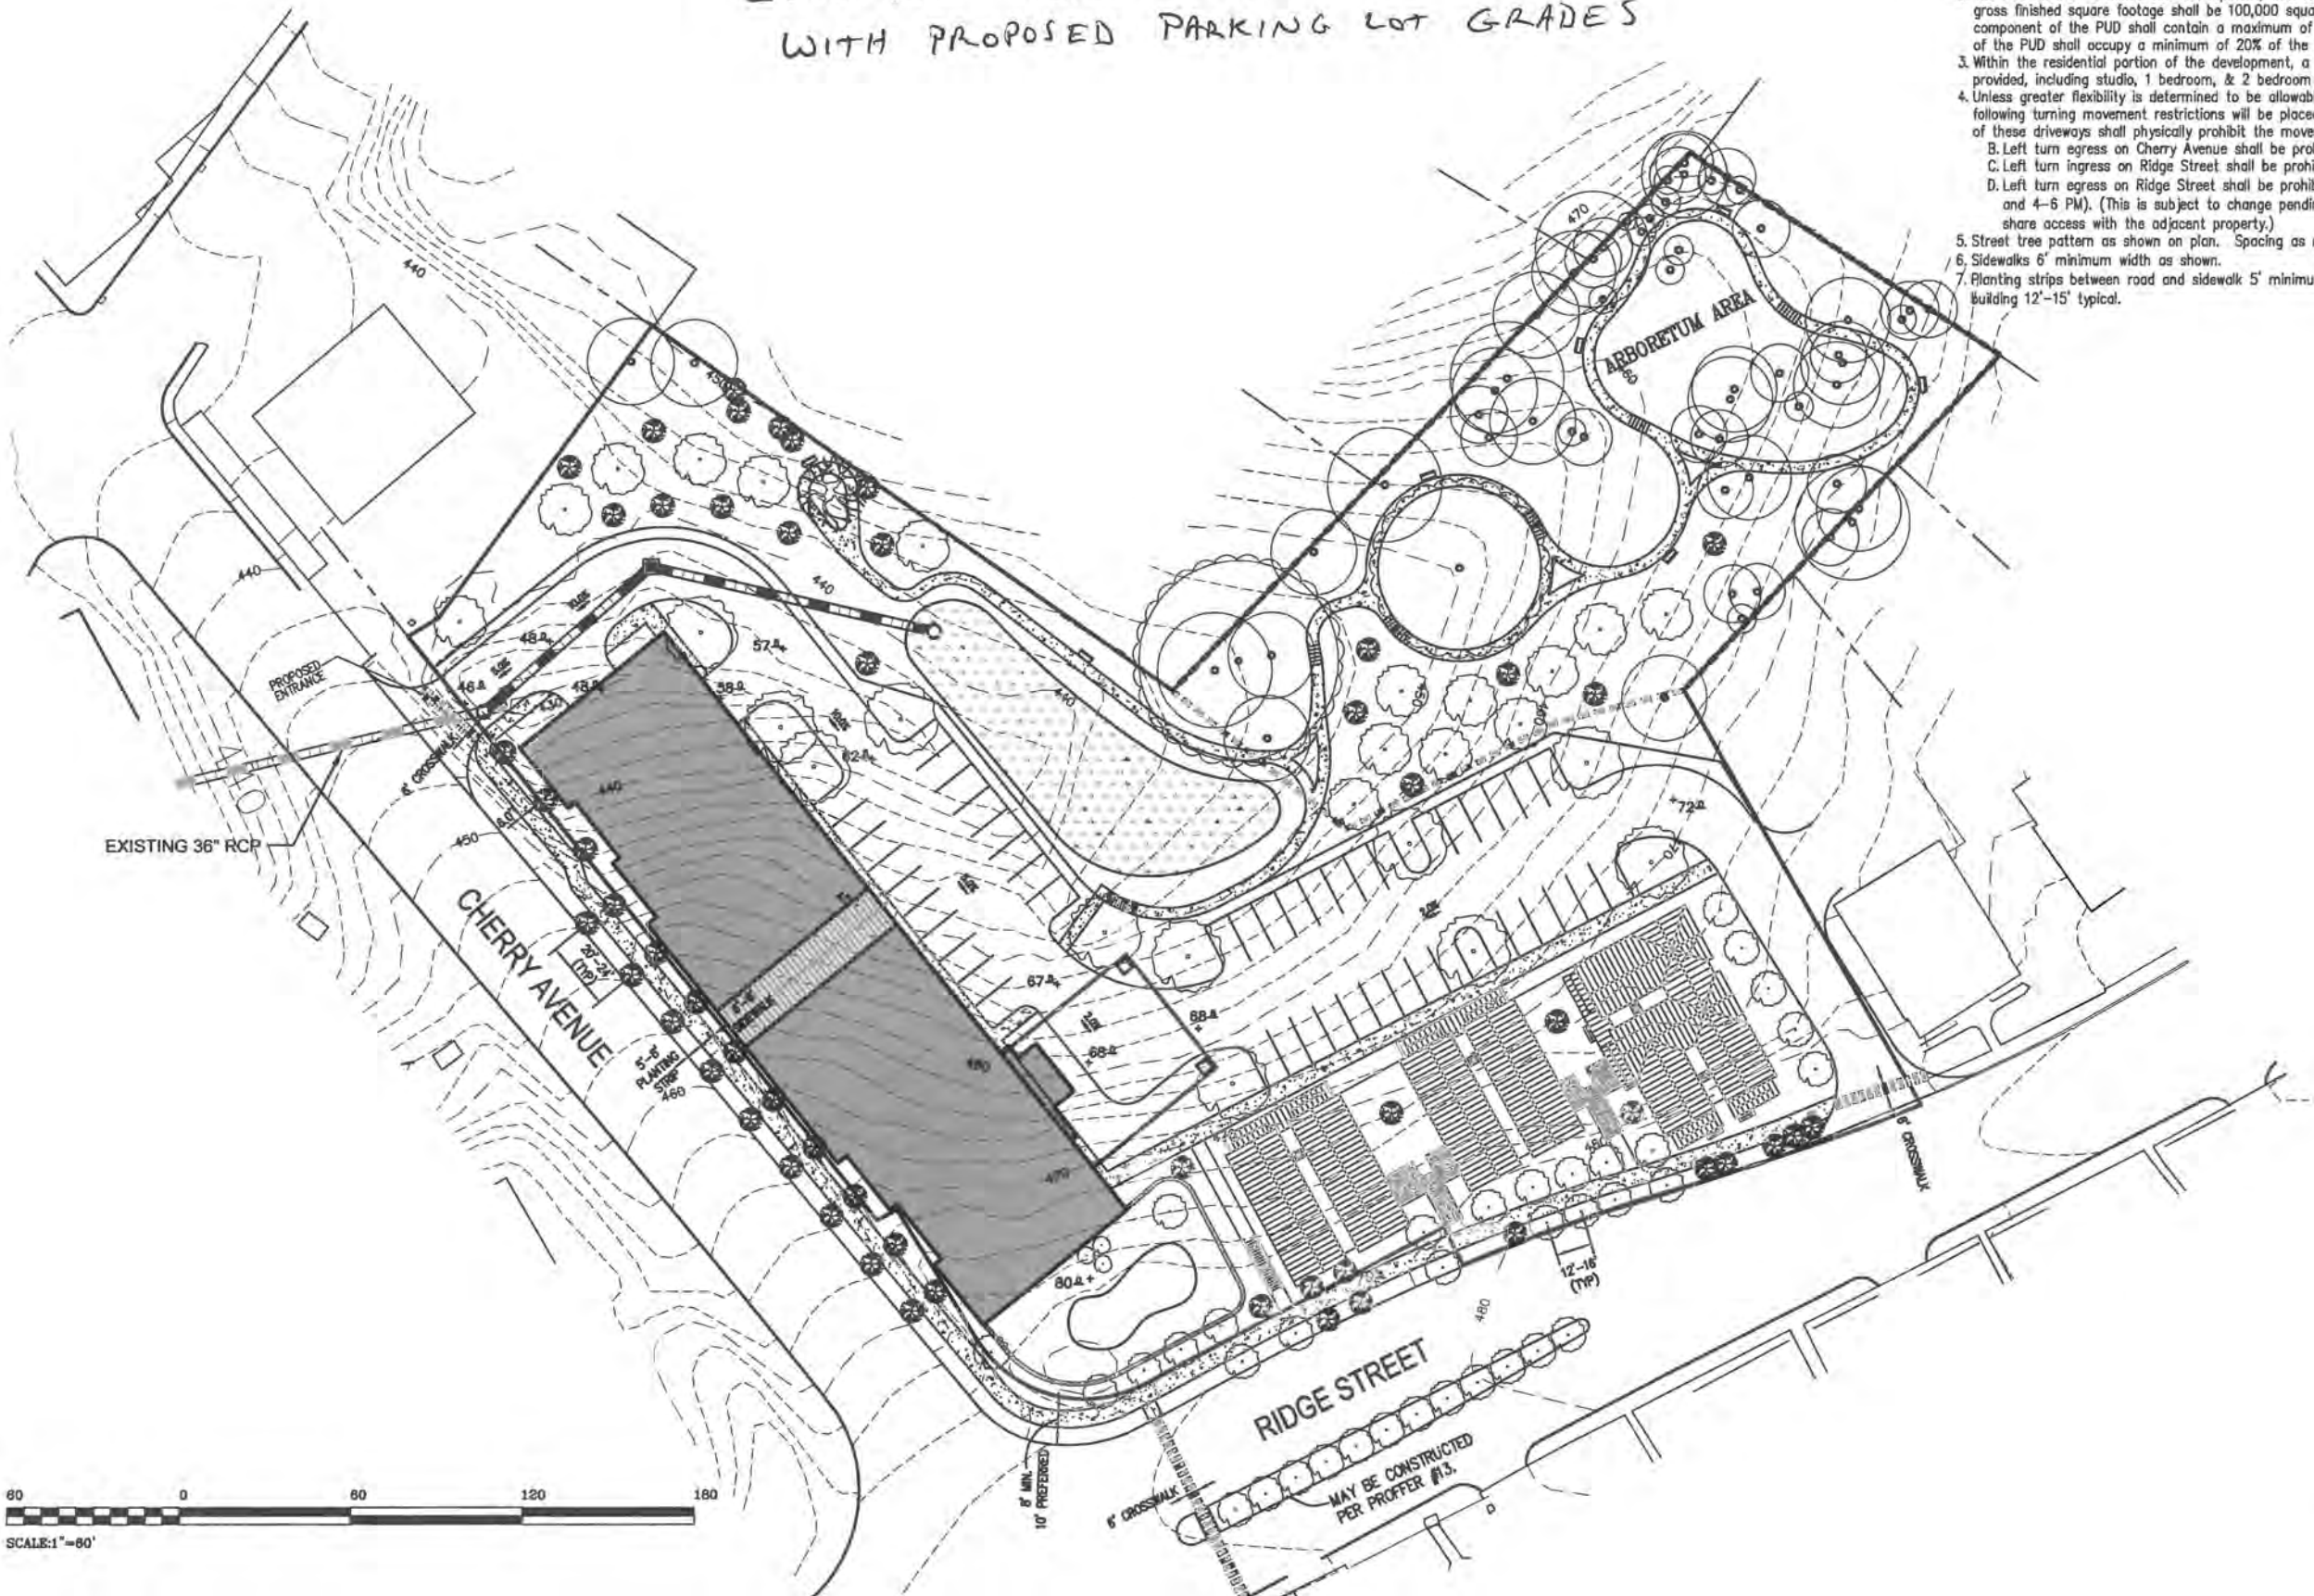 WITH PROPOSED PARKING LOT GRADES
gross finished square footage shall be 100,000 squa
component of the PUD shall contain a maximum of
of the PUD shall occupy a minimum of 20% of the
3. Within the residential portion of the development, a
provided, including studio, 1 bedroom, & 2 bedroom
4. Unless greater flexibility is determined to be allowab
following turning movement restrictions will be place
of these driveways shall physically prohibit the move
B. Left turn egress on Cherry Avenue shall be pro
C. Left turn ingress on Ridge Street shall be prohi
D. Left turn egress on Ridge Street shall be prohi
and 4-6 PM). (This is subject to change pendi
share access with the adjacent property.)
5. Street tree pattern as shown on plan. Spacing as
6. Sidewalks 6' minimum width as shown.
7. Planting strips between road and sidewalk 5' minimu
building 12'-15' typical.
470
440
ARBORETUM AREA
450
440
440
PROPOSED
ENTRANCE
440
450
460
6' CROSSWALK
440
450
EXISTING 36" RCP
CHERRY AVENUE
20'-24'
(TYP)
5'-8'
PLANTING
STRIP
460
470
480
6' CROSSWALK
12'-16'
(TYP)
RIDGE STREET
MAY BE CONSTRUCTED
PER PROFFER #13.
6' CROSSWALK
8' MIN.
10' PREFERRED
60 0 60 120 180
SCALE:1"=60'